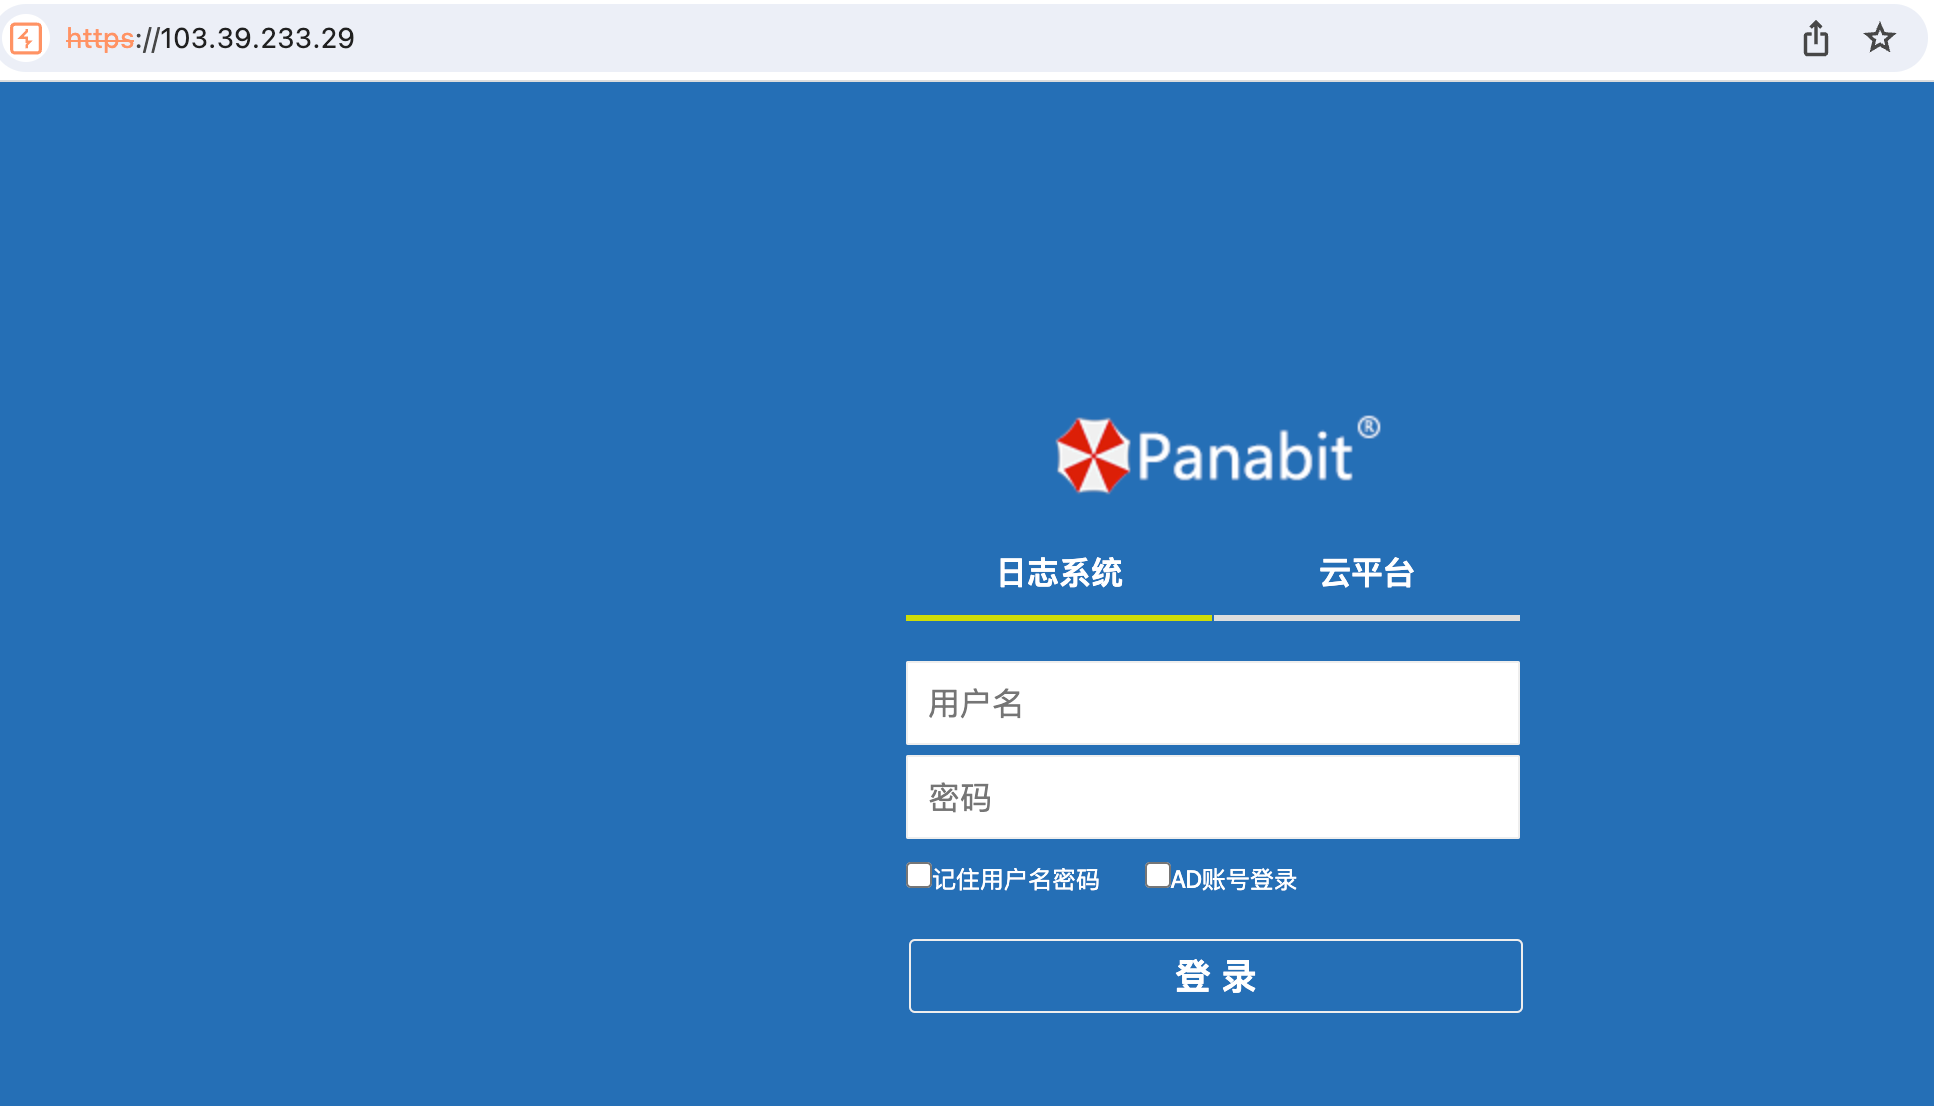 https://103.39.233.29
Panabit®
日志系统 云平台
用户名
密码
记住用户名密码 AD账号登录
登 录